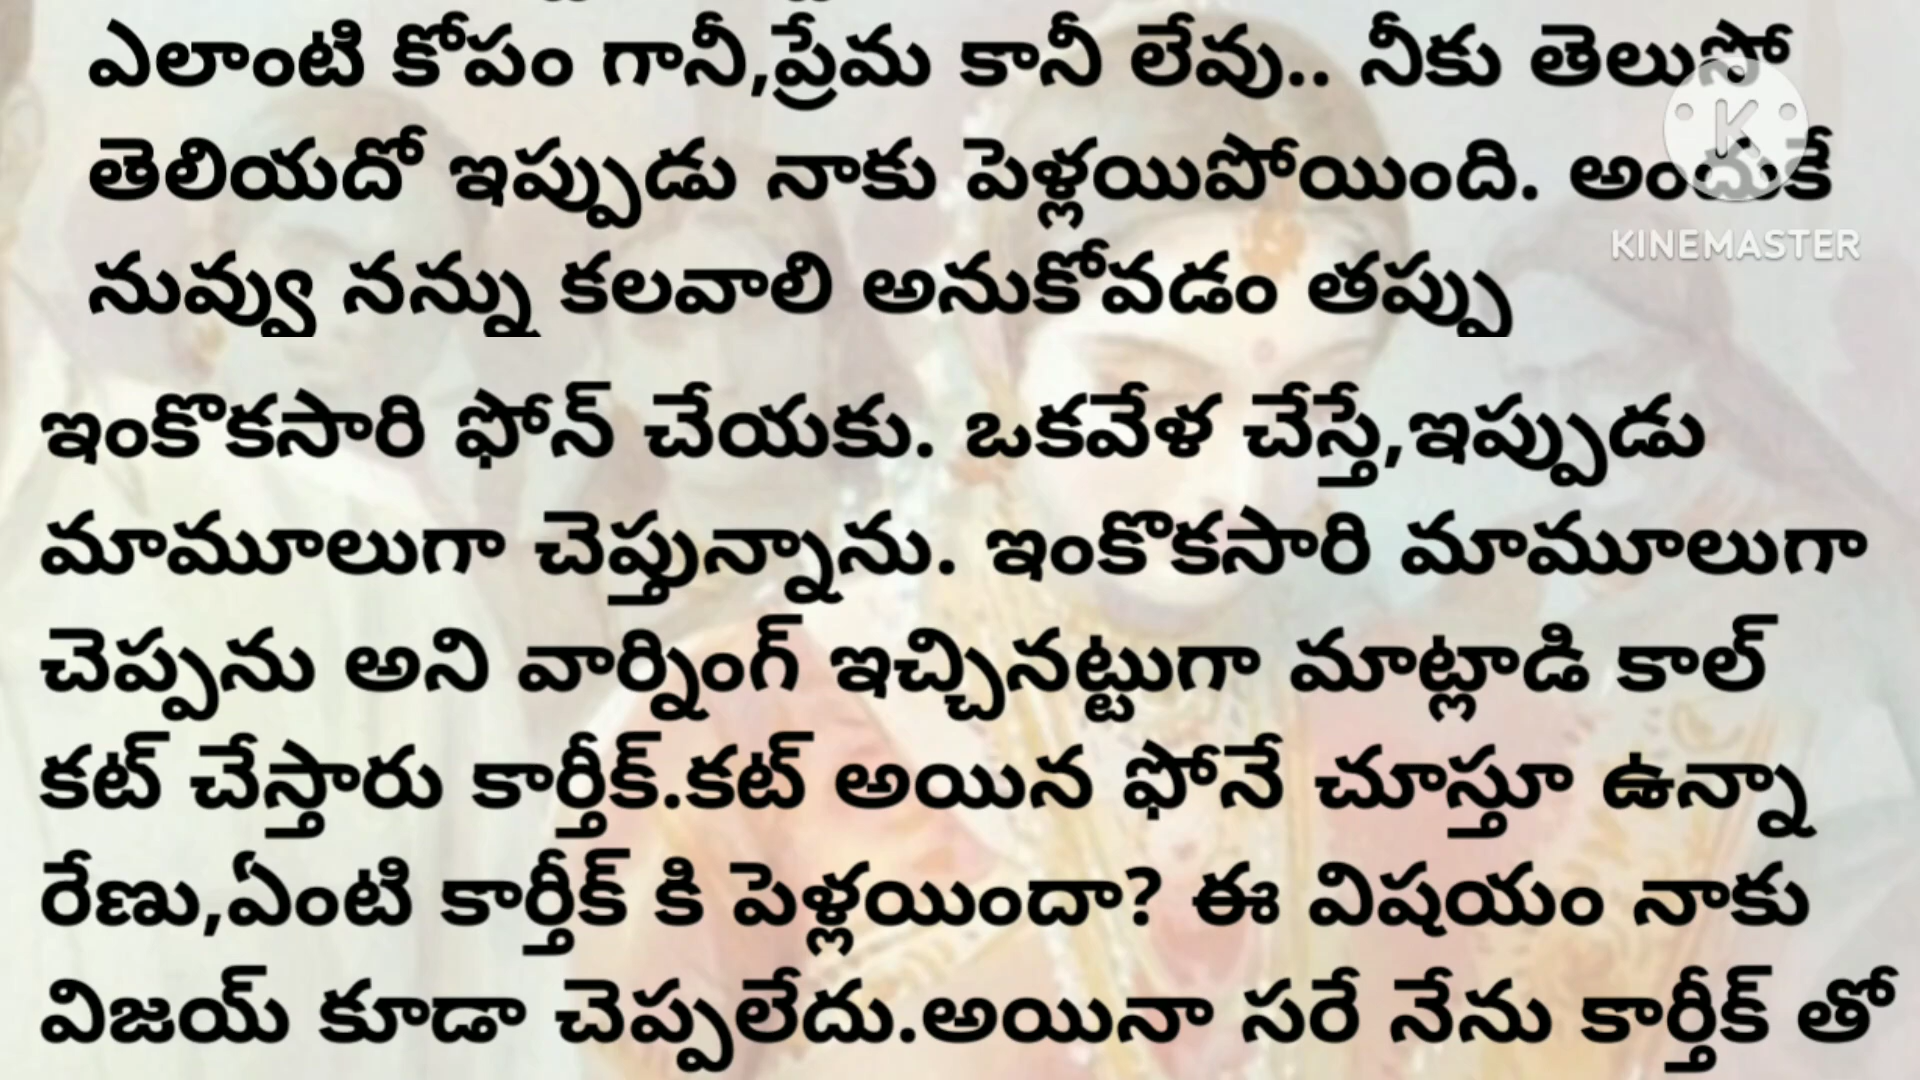 ఎలాంటి కోపం గానీ,ప్రేమ కానీ లేవు.. నీకు తెలుసో
తెలియదో ఇప్పుడు నాకు పెళ్లయిపోయింది. అందుకే
నువ్వు నన్ను కలవాలి అనుకోవడం తప్పు
KINEMASTER
ఇంకొకసారి ఫోన్ చేయకు. ఒకవేళ చేస్తే,ఇప్పుడు
మామూలుగా చెప్తున్నాను. ఇంకొకసారి మామూలుగా
చెప్పను అని వార్నింగ్ ఇచ్చినట్టుగా మాట్లాడి కాల్
కట్ చేస్తారు కార్తీక్.కట్ అయిన ఫోనే చూస్తూ ఉన్నా
రేణు,ఏంటి కార్తీక్ కి పెళ్లయిందా? ఈ విషయం నాకు
విజయ్ కూడా చెప్పలేదు.అయినా సరే నేను కార్తీక్ తో